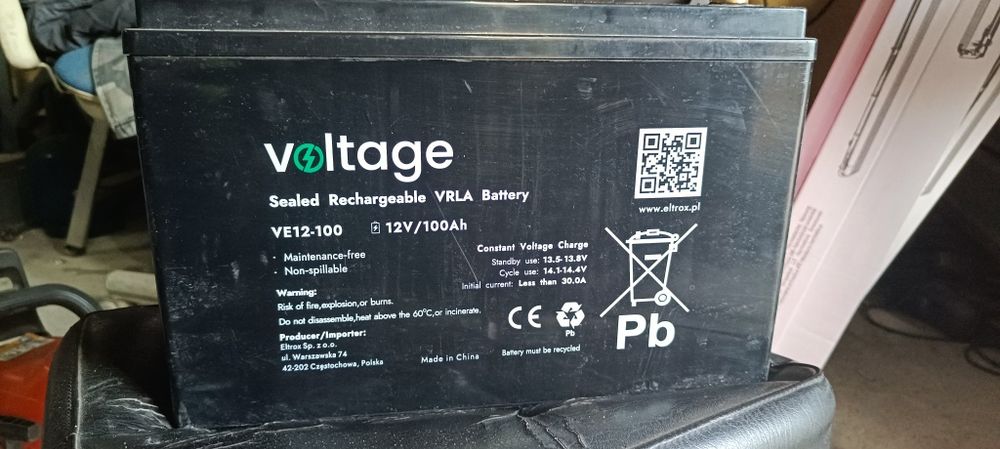 voltage
Sealed Rechargeable VRLA Battery
VE12-100 12V/100Ah
· Maintenance-free
· Non-spillable
Constant Voltage Charge
Standby use: 13.5-13.8V
Cycle use: 14.1-14.4V
Initial current: Less than 30.0A
Warning:
Risk of fire,explosion,or burns.
Do not disassemble,heat above the 60°C,or incinerate.
Producer/Importer:
Eltrox Sp. z o.o.
ul. Warszawska 74
42-202 Częstochowa, Polska
Made in China
CE
Pb
Battery must be recycled
www.eltrox.pl
Pb